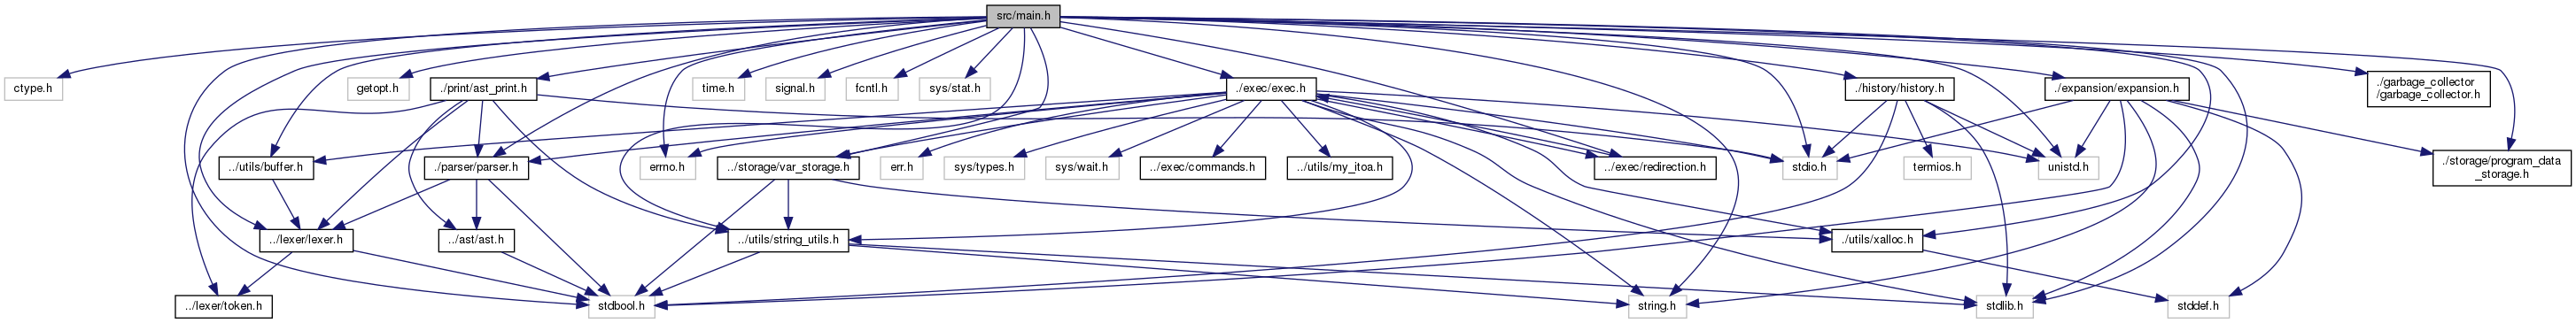 src/main.h
ctype.h
getopt.h
./print/ast_print.h
time.h
signal.h
fcntl.h
sys/stat.h
./exec/exec.h
./history/history.h
./expansion/expansion.h
./garbage_collector
/garbage_collector.h
../utils/buffer.h
./parser/parser.h
errno.h
../storage/var_storage.h
err.h
sys/types.h
sys/wait.h
../exec/commands.h
../utils/my_itoa.h
../exec/redirection.h
stdio.h
termios.h
unistd.h
./storage/program_data
_storage.h
../lexer/lexer.h
../ast/ast.h
../utils/string_utils.h
./utils/xalloc.h
../lexer/token.h
stdbool.h
string.h
stdlib.h
stddef.h